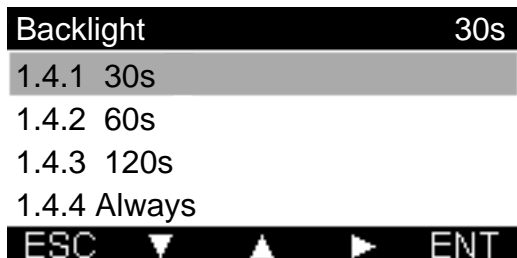 Backlight 30s
1.4.1 30s
1.4.2 60s
1.4.3 120s
1.4.4 Always
ESC ▼ ▲ ► ENT